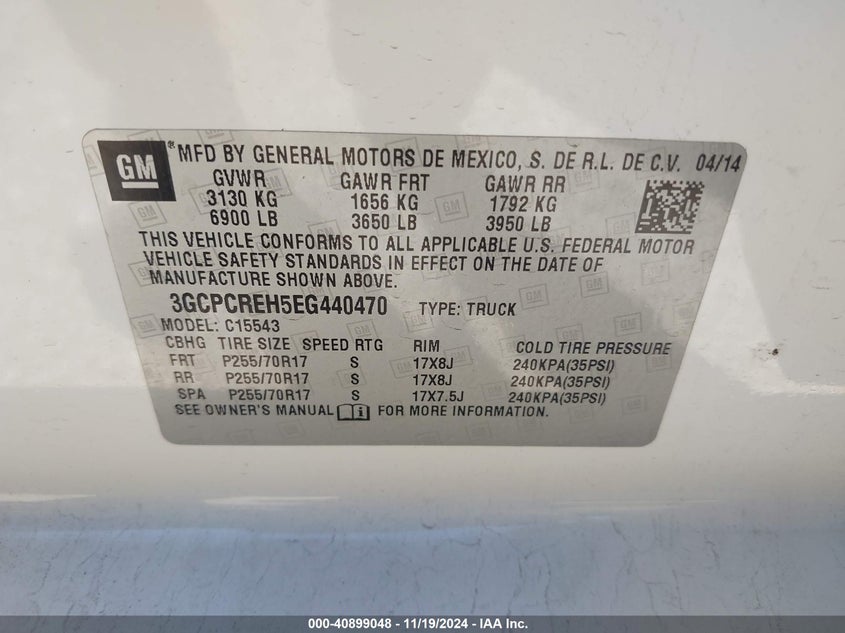 GM ® MFD BY GENERAL MOTORS DE MEXICO, S. DE R.L. DE C.V. 04/14
GVWR GAWR FRT GAWR RR
3130 KG 1656 KG 1792 KG
6900 LB 3650 LB 3950 LB
THIS VEHICLE CONFORMS TO ALL APPLICABLE U.S. FEDERAL MOTOR
VEHICLE SAFETY STANDARDS IN EFFECT ON THE DATE OF
MANUFACTURE SHOWN ABOVE.
3GCPCREH5EG440470 TYPE: TRUCK
MODEL: C15543
CBHG TIRE SIZE SPEED RTG RIM COLD TIRE PRESSURE
FRT P255/70R17 S 17X8J 240KPA(35PSI)
RR P255/70R17 S 17X8J 240KPA(35PSI)
SPA P255/70R17 S 17X7.5J 240KPA(35PSI)
SEE OWNER'S MANUAL FOR MORE INFORMATION.
000-40899048 - 11/19/2024 - IAA Inc.